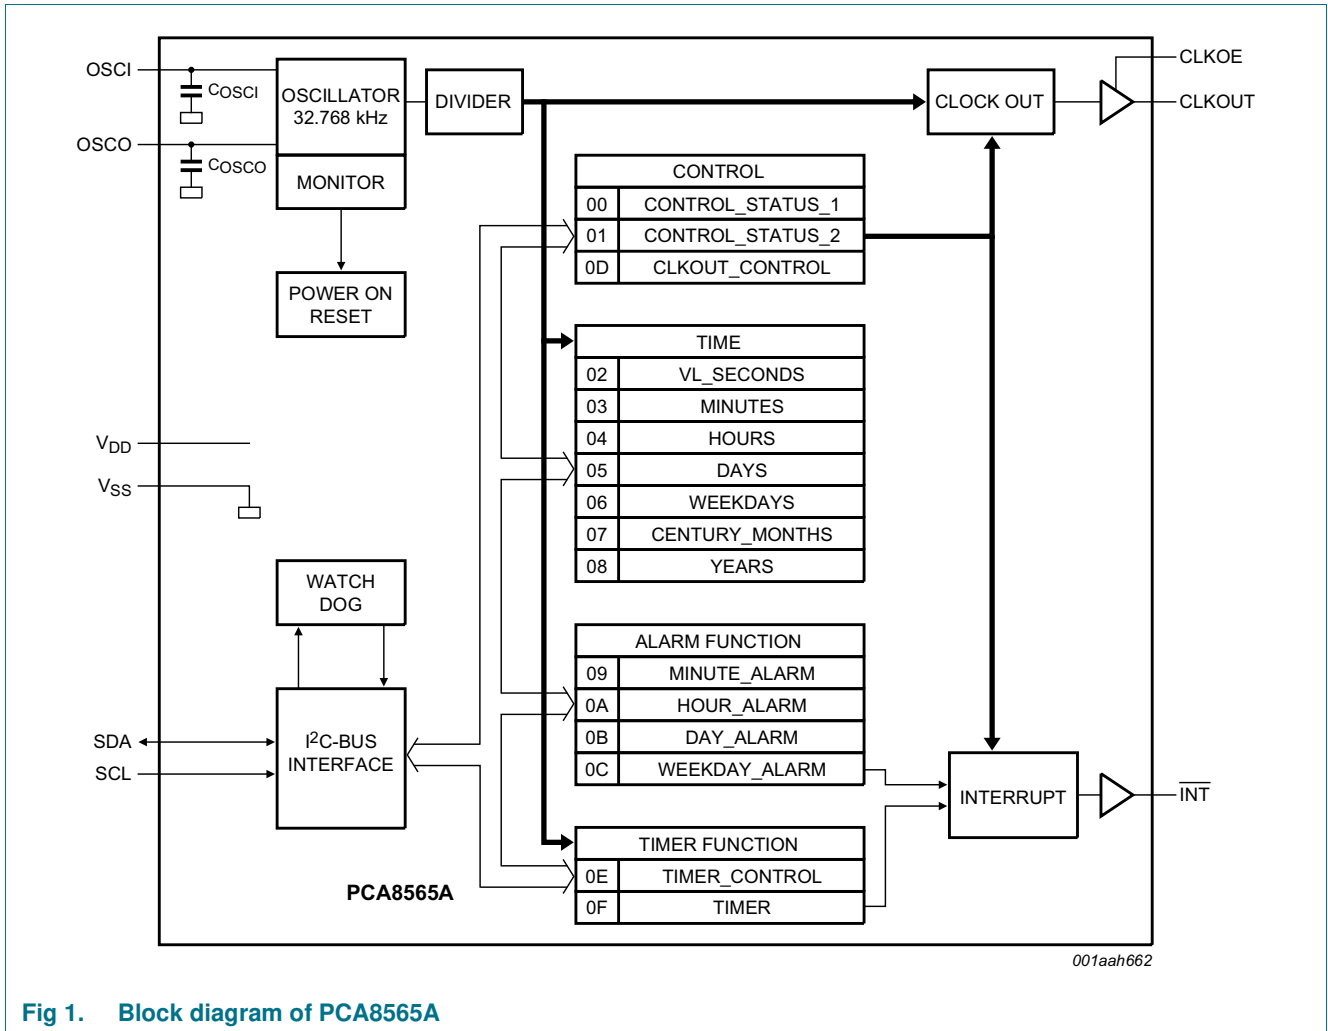 OSCI
COSCI
OSCILLATOR
32.768 kHz
DIVIDER
CLOCK OUT
CLKOE
CLKOUT
OSCO
COSCO
MONITOR
POWER ON
RESET
CONTROL
00 CONTROL_STATUS_1
01 CONTROL_STATUS_2
0D CLKOUT_CONTROL
TIME
02 VL_SECONDS
03 MINUTES
04 HOURS
05 DAYS
06 WEEKDAYS
07 CENTURY_MONTHS
08 YEARS
VDD
VSS
WATCH
DOG
ALARM FUNCTION
09 MINUTE_ALARM
0A HOUR_ALARM
0B DAY_ALARM
0C WEEKDAY_ALARM
SDA
SCL
I2C-BUS
INTERFACE
INTERRUPT
INT
TIMER FUNCTION
0E TIMER_CONTROL
0F TIMER
PCA8565A
001aah662
Fig 1. Block diagram of PCA8565A